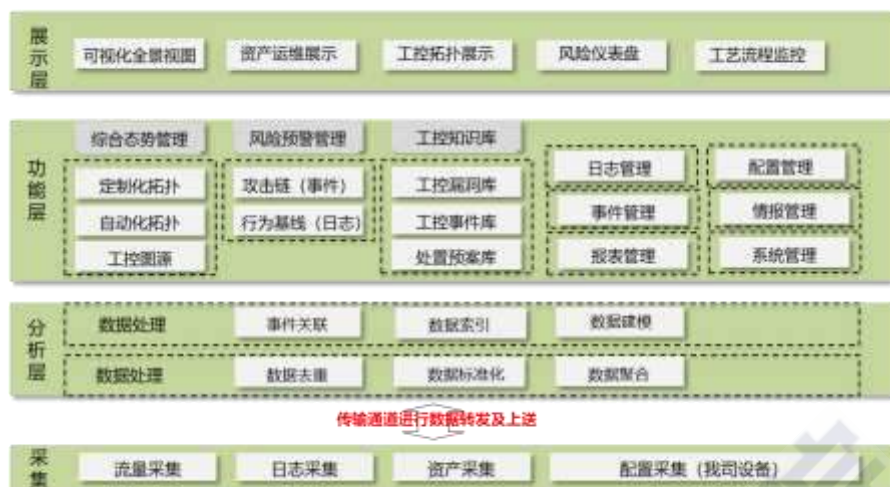 展示层
可视化全景视图 资产运维展示 工控拓扑展示 风险仪表盘 工艺流程监控
功能层
综合态势管理 风险预警管理 工控知识库
定制化拓扑 攻击链（事件） 工控漏洞库 日志管理 配置管理
自动化拓扑 行为基线（日志） 工控事件库 事件管理 情报管理
工控图源 处置预案库 报表管理 系统管理
分析层
数据处理 事件关联 数据索引 数据建模
数据处理 数据去重 数据标准化 数据聚合
传输通道进行数据转发及上送
采集
流量采集 日志采集 资产采集 配置采集（我司设备）